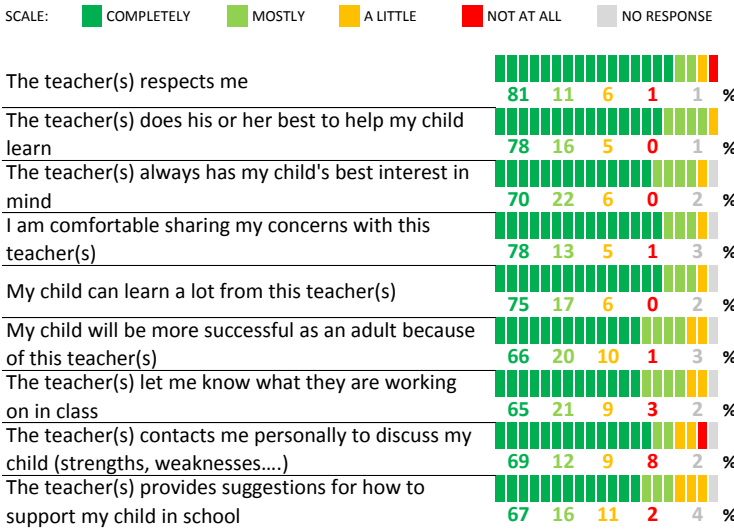 SCALE: COMPLETELY MOSTLY A LITTLE NOT AT ALL NO RESPONSE
The teacher(s) respects me
81 11 6 1 1 %
The teacher(s) does his or her best to help my child
learn
78 16 5 0 1 %
The teacher(s) always has my child's best interest in
mind
70 22 6 0 2 %
I am comfortable sharing my concerns with this
teacher(s)
78 13 5 1 3 %
My child can learn a lot from this teacher(s)
75 17 6 0 2 %
My child will be more successful as an adult because
of this teacher(s)
66 20 10 1 3 %
The teacher(s) let me know what they are working
on in class
65 21 9 3 2 %
The teacher(s) contacts me personally to discuss my
child (strengths, weaknesses....)
69 12 9 8 2 %
The teacher(s) provides suggestions for how to
support my child in school
67 16 11 2 4 %